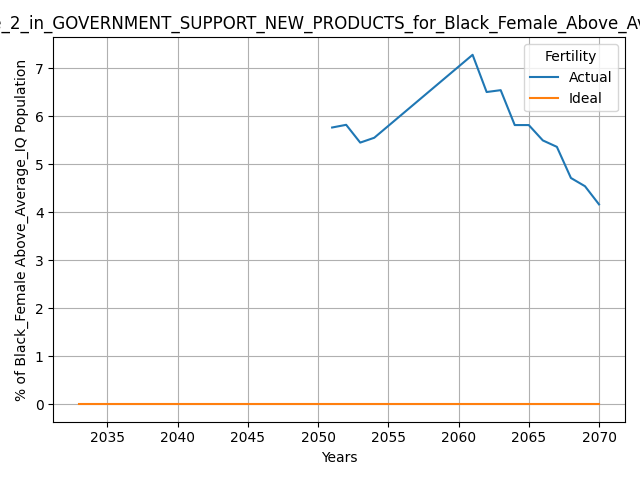 _2_in_GOVERNMENT_SUPPORT_NEW_PRODUCTS_for_Black_Female_Above_A
Fertility
Actual
Ideal
% of Black_Female Above_Average_IQ Population
7
6
5
4
3
2
1
0
2035 2040 2045 2050 2055 2060 2065 2070
Years